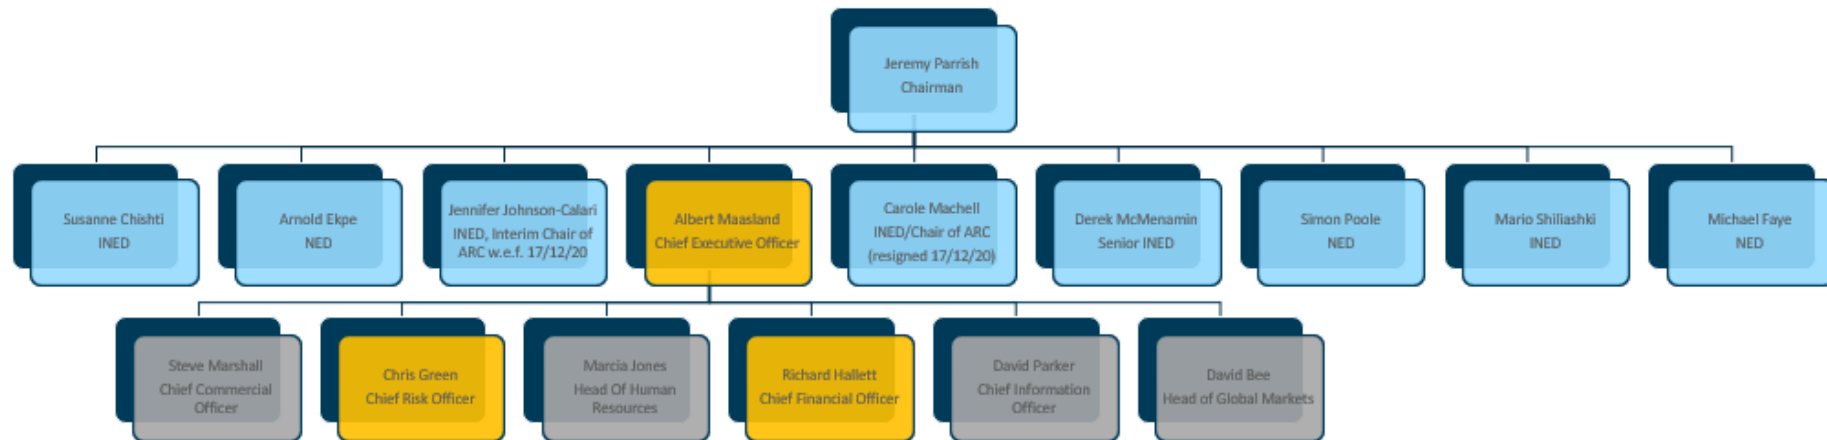 Jeremy Parrish
Chairman
Susanne Chishti
INED
Arnold Ekpe
NED
Jennifer Johnson-Calari
INED, Interim Chair of
ARC w.e.f. 17/12/20
Albert Maasland
Chief Executive Officer
Carole Machell
INED/Chair of ARC
(resigned 17/12/20)
Derek McMenamin
Senior INED
Simon Poole
NED
Mario Shiliashki
INED
Michael Faye
NED
Steve Marshall
Chief Commercial
Officer
Chris Green
Chief Risk Officer
Marcia Jones
Head Of Human
Resources
Richard Hallett
Chief Financial Officer
David Parker
Chief Information
Officer
David Bee
Head of Global Markets